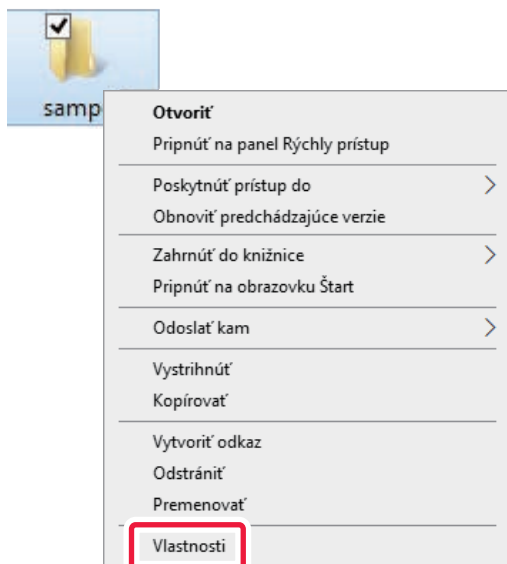 samp
Otvoriť
Pripnúť na panel Rýchly prístup
Poskytnúť prístup do
Obnoviť predchádzajúce verzie
Zahrnúť do knižnice
Pripnúť na obrazovku Štart
Odoslať kam
Vystrihnúť
Kopírovať
Vytvoriť odkaz
Odstrániť
Premenovať
Vlastnosti